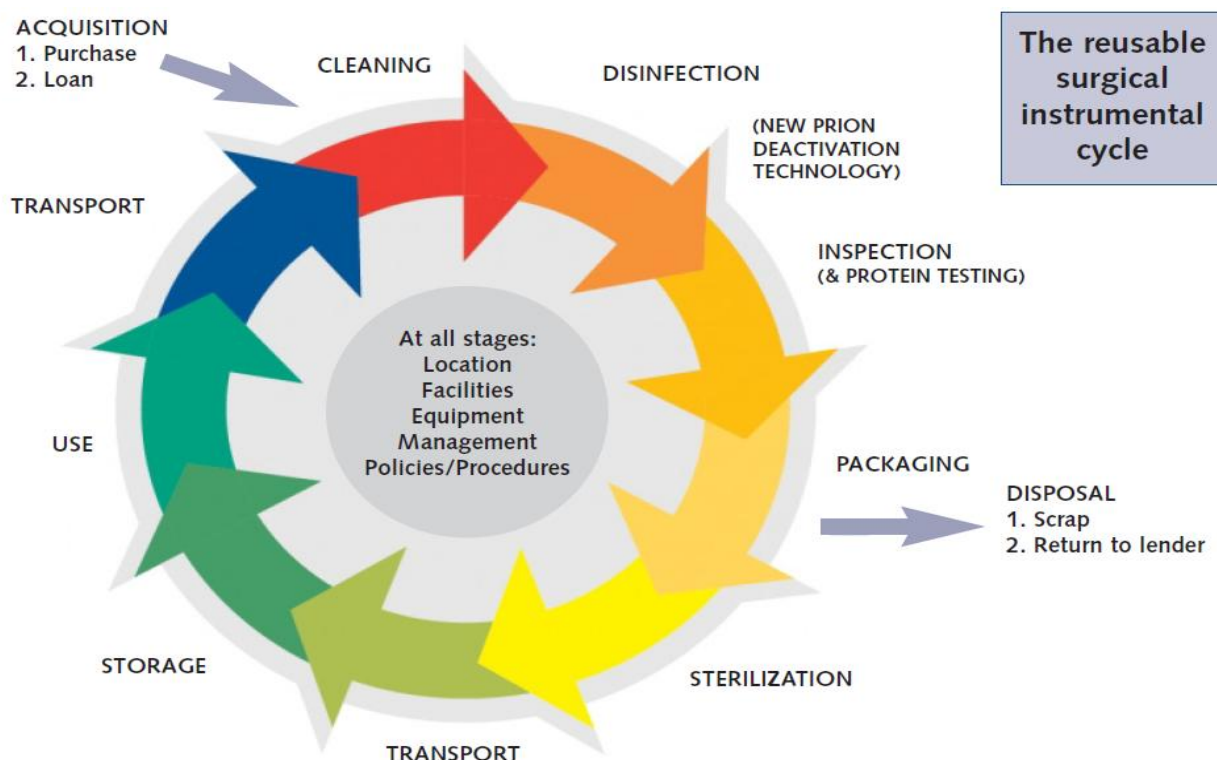 ACQUISITION
1. Purchase
2. Loan
CLEANING
DISINFECTION
(NEW PRION
DEACTIVATION
TECHNOLOGY)
The reusable
surgical
instrumental
cycle
TRANSPORT
INSPECTION
(& PROTEIN TESTING)
At all stages:
Location
Facilities
Equipment
Management
Policies/Procedures
USE
PACKAGING
DISPOSAL
1. Scrap
2. Return to lender
STORAGE
STERILIZATION
TRANSPORT